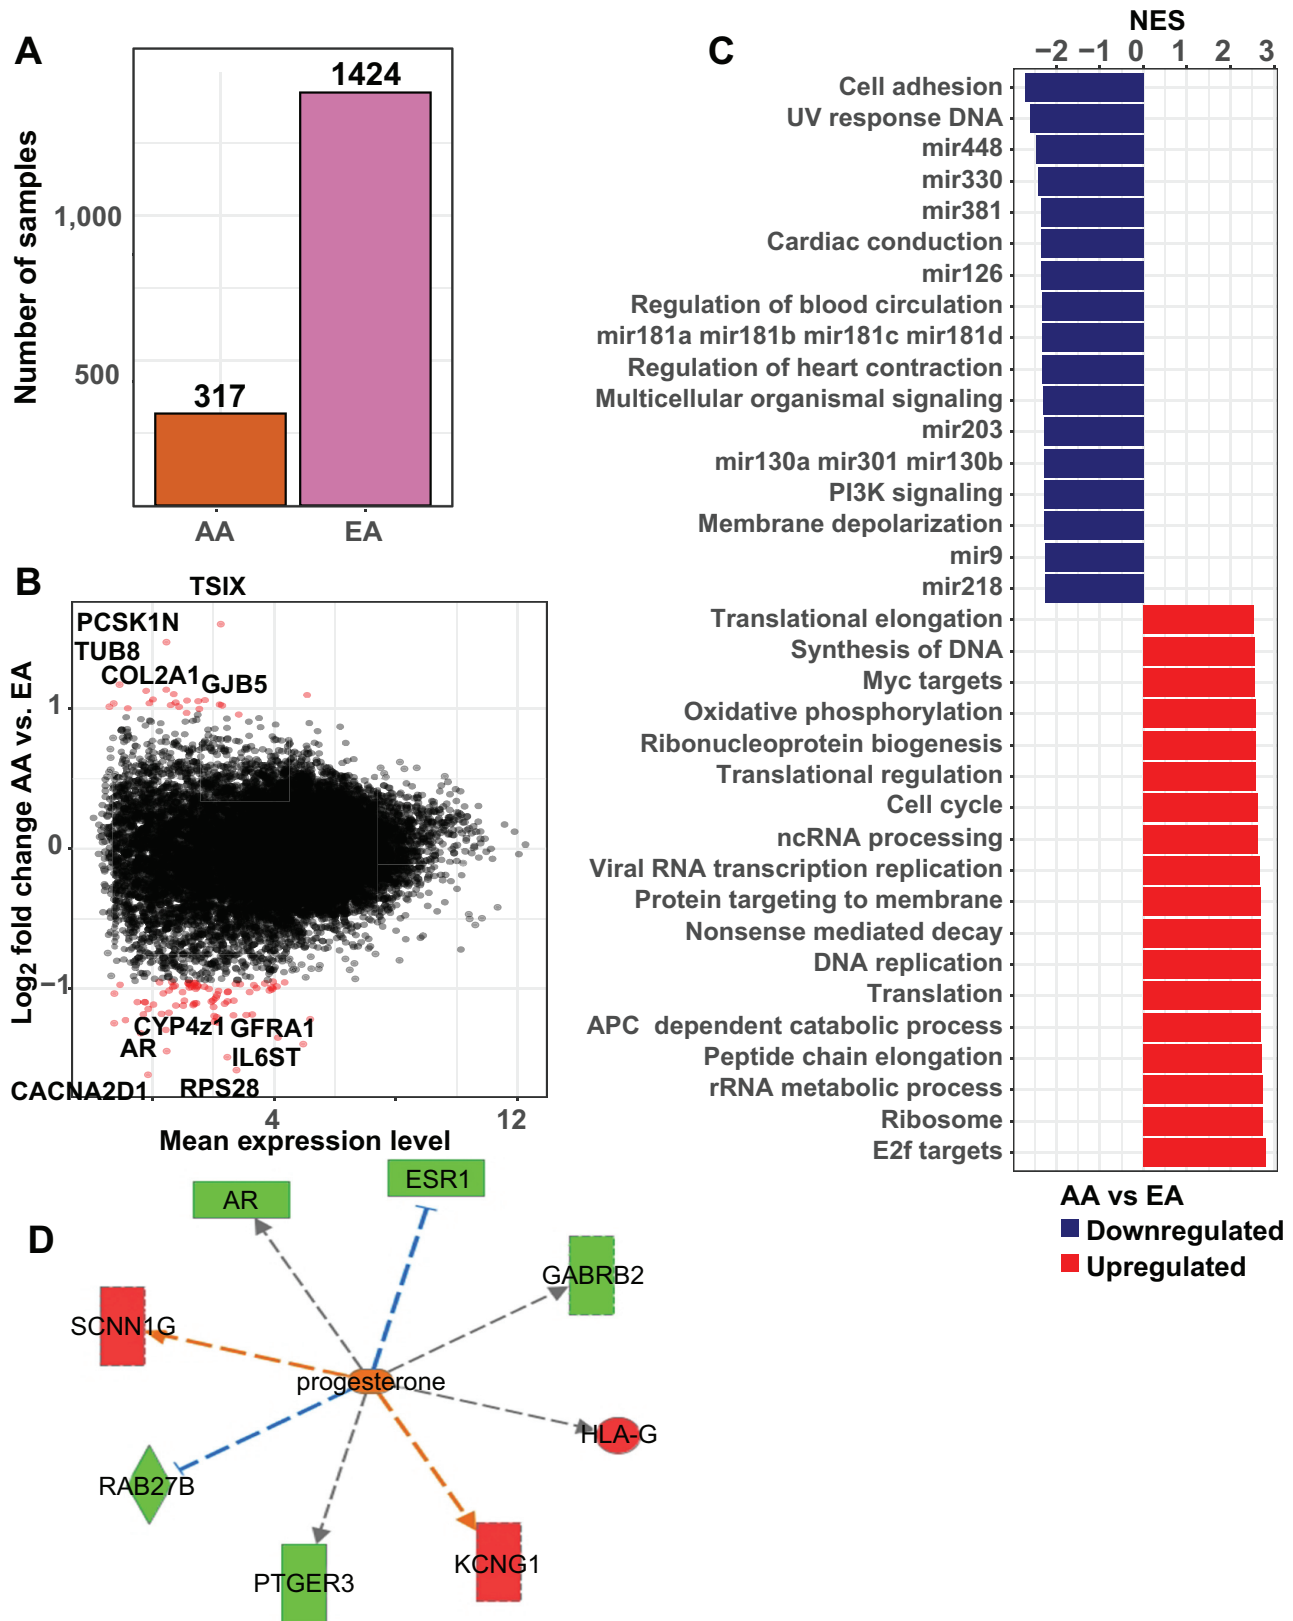 A
1424
317
Number of samples
1,000
500
AA
EA
B
TSIX
PCSK1N
TUB8
COL2A1
GJB5
Log2 fold change AA vs. EA
1
0
−1
CYP4z1
GFRA1
AR
IL6ST
CACNA2D1
RPS28
4
12
Mean expression level
C
NES
−2 −1 0 1 2 3
Cell adhesion
UV response DNA
mir448
mir330
mir381
Cardiac conduction
mir126
Regulation of blood circulation
mir181a mir181b mir181c mir181d
Regulation of heart contraction
Multicellular organismal signaling
mir203
mir130a mir301 mir130b
PI3K signaling
Membrane depolarization
mir9
mir218
Translational elongation
Synthesis of DNA
Myc targets
Oxidative phosphorylation
Ribonucleoprotein biogenesis
Translational regulation
Cell cycle
ncRNA processing
Viral RNA transcription replication
Protein targeting to membrane
Nonsense mediated decay
DNA replication
Translation
APC dependent catabolic process
Peptide chain elongation
rRNA metabolic process
Ribosome
E2f targets
AA vs EA
Downregulated
Upregulated
D
AR
ESR1
GABRB2
SCNN1G
progesterone
HLA-G
RAB27B
KCNG1
PTGER3